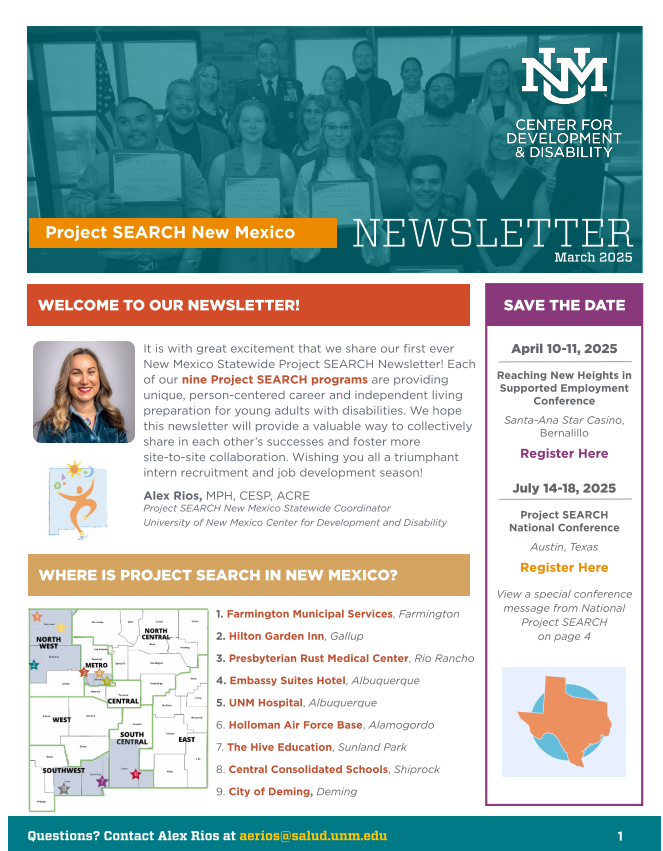 UNM
CENTER FOR
DEVELOPMENT
& DISABILITY
Project SEARCH New Mexico
NEWSLETTER
March 2025
WELCOME TO OUR NEWSLETTER!
It is with great excitement that we share our first ever
New Mexico Statewide Project SEARCH Newsletter! Each
of our nine Project SEARCH programs are providing
unique, person-centered career and independent living
preparation for young adults with disabilities. We hope
this newsletter will provide a valuable way to collectively
share in each other's successes and foster more
site-to-site collaboration. Wishing you all a triumphant
intern recruitment and job development season!
Alex Rios, MPH, CESP, ACRE
Project SEARCH New Mexico Statewide Coordinator
University of New Mexico Center for Development and Disability
SAVE THE DATE
April 10-11, 2025
Reaching New Heights in
Supported Employment
Conference
Santa-Ana Star Casino,
Bernalillo
Register Here
July 14-18, 2025
Project SEARCH
National Conference
Austin, Texas
Register Here
View a special conference
message from National
Project SEARCH
on page 4
WHERE IS PROJECT SEARCH IN NEW MEXICO?
NORTH
WEST
NORTH
CENTRAL
METRO
CENTRAL
WEST
SOUTH
CENTRAL
EAST
SOUTHWEST
1. Farmington Municipal Services, Farmington
2. Hilton Garden Inn, Gallup
3. Presbyterian Rust Medical Center, Rio Rancho
4. Embassy Suites Hotel, Albuquerque
5. UNM Hospital, Albuquerque
6. Holloman Air Force Base, Alamogordo
7. The Hive Education, Sunland Park
8. Central Consolidated Schools, Shiprock
9. City of Deming, Deming
Questions? Contact Alex Rios at aerios@salud.unm.edu
1